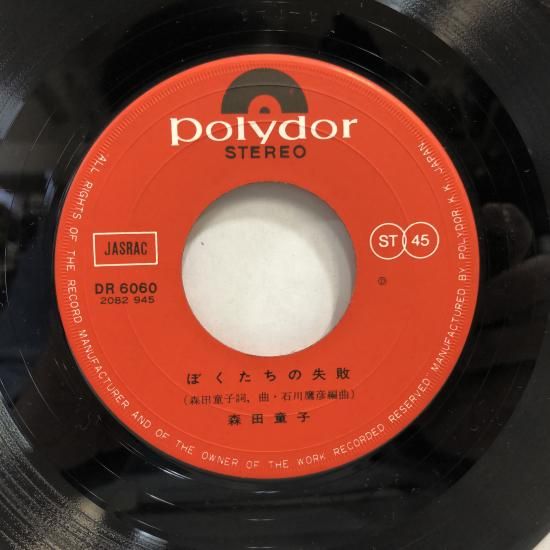 polydor
STEREO
JASRAC
ST 45
DR 6060
2082 945
Ⓟ
ぼくたちの失敗
(森田童子詞、曲・石川鷹彦編曲)
森田童子
ALL RIGHTS OF THE RECORD MANUFACTURER AND OF THE OWNER OF THE WORK RECORDED RESERVED MANUFACTURED BY POLYDOR K.K. JAPAN